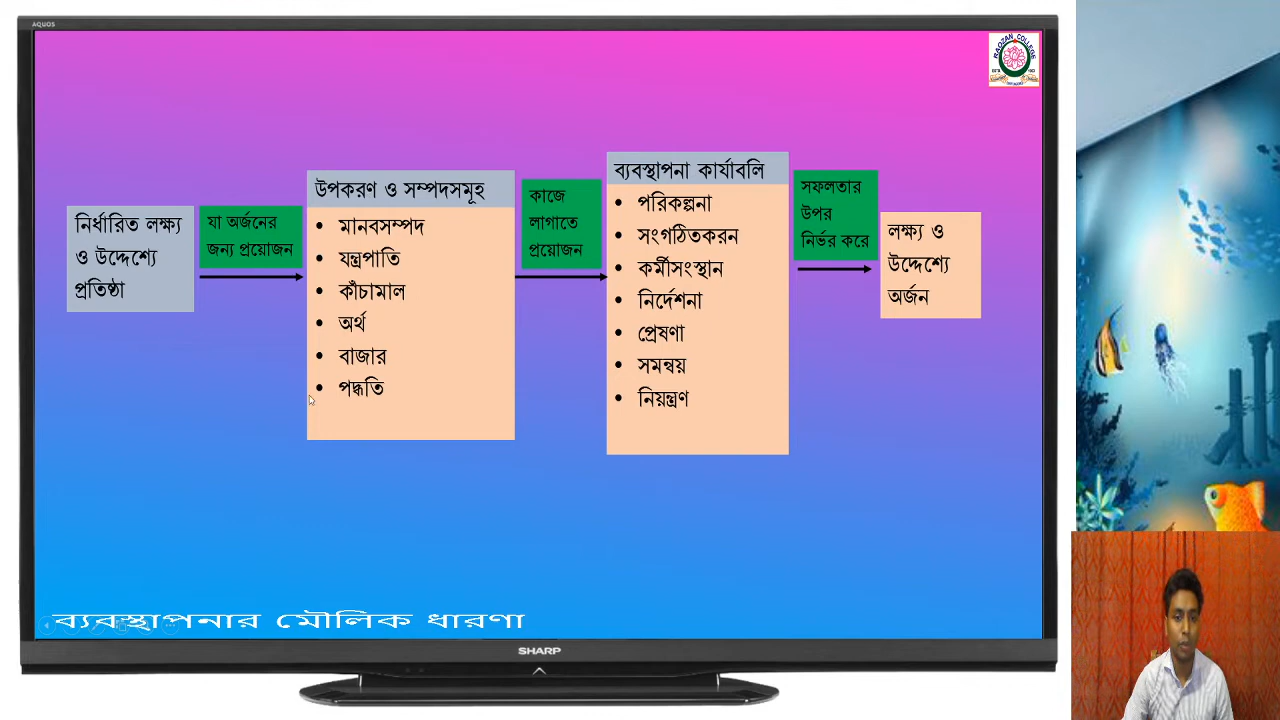 AQUOS
RAOZAN COLLEGE
নির্ধারিত লক্ষ্য
ও উদ্দেশ্যে
প্রতিষ্ঠা
যা অর্জনের
জন্য প্রয়োজন
উপকরণ ও সম্পদসমূহ
• মানবসম্পদ
• যন্ত্রপাতি
• কাঁচামাল
• অর্থ
• বাজার
• পদ্ধতি
কাজে
লাগাতে
প্রয়োজন
ব্যবস্থাপনা কার্যাবলি
• পরিকল্পনা
• সংগঠিতকরন
• কর্মীসংস্থান
• নির্দেশনা
• প্রেষণা
• সমন্বয়
• নিয়ন্ত্রণ
সফলতার
উপর
নির্ভর করে
লক্ষ্য ও
উদ্দেশ্যে
অর্জন
ব্যবস্থাপনার মৌলিক ধারণা
SHARP